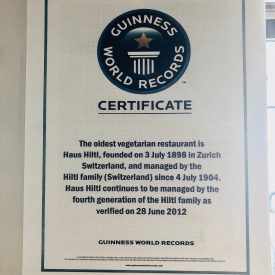 GUINNESS
WORLD RECORDS
CERTIFICATE
The oldest vegetarian restaurant is
Haus Hiltl, founded on 3 July 1898 in Zurich
Switzerland, and managed by the
Hiltl family (Switzerland) since 4 July 1904.
Haus Hiltl continues to be managed by the
fourth generation of the Hiltl family as
verified on 28 June 2012
GUINNESS WORLD RECORDS